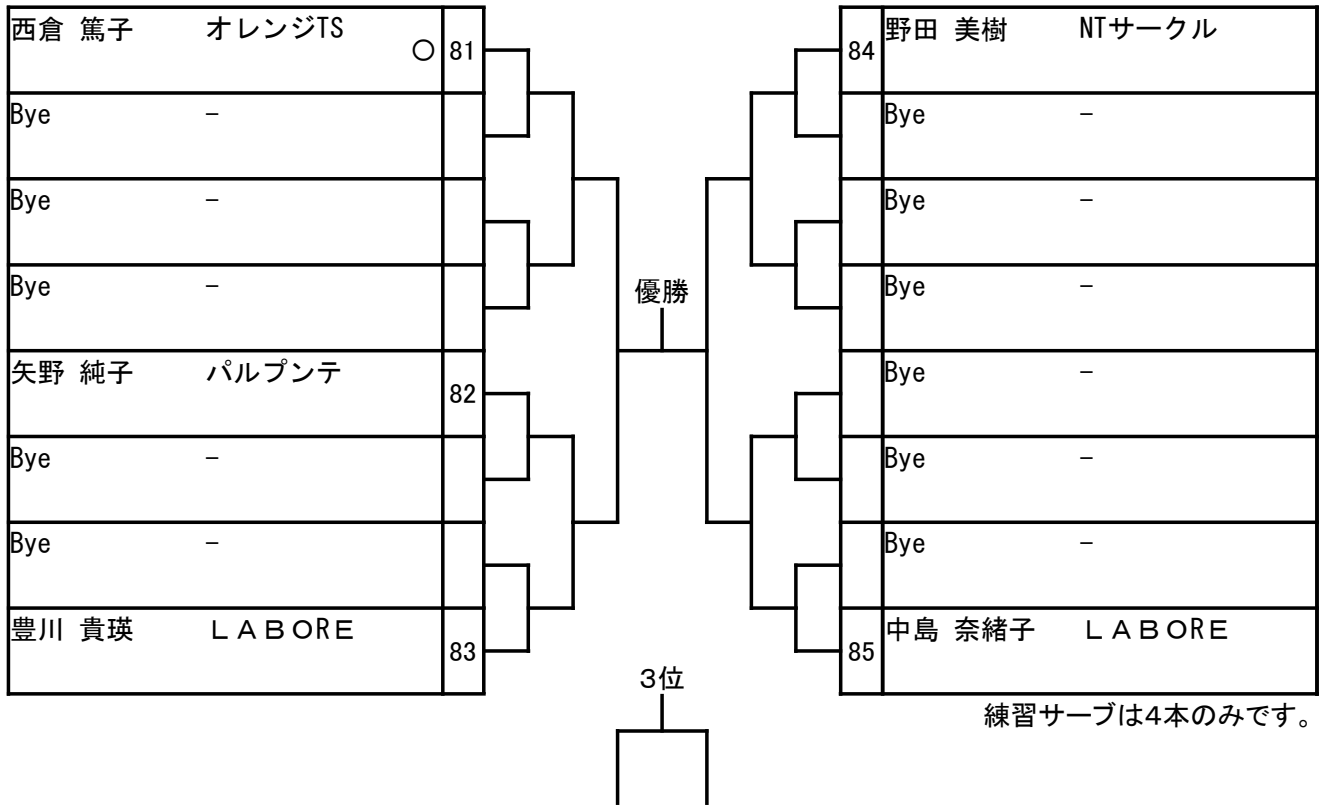 西倉 篤子 オレンジTS ○ 81
Bye -
Bye -
Bye -
矢野 純子 パルプンテ 82
Bye -
Bye -
豊川 貴瑛 ＬＡＢＯRＥ 83
優勝
3位
84 野田 美樹 NTサークル
Bye -
Bye -
Bye -
Bye -
Bye -
Bye -
85 中島 奈緒子 ＬＡＢＯRＥ
練習サーブは4本のみです。